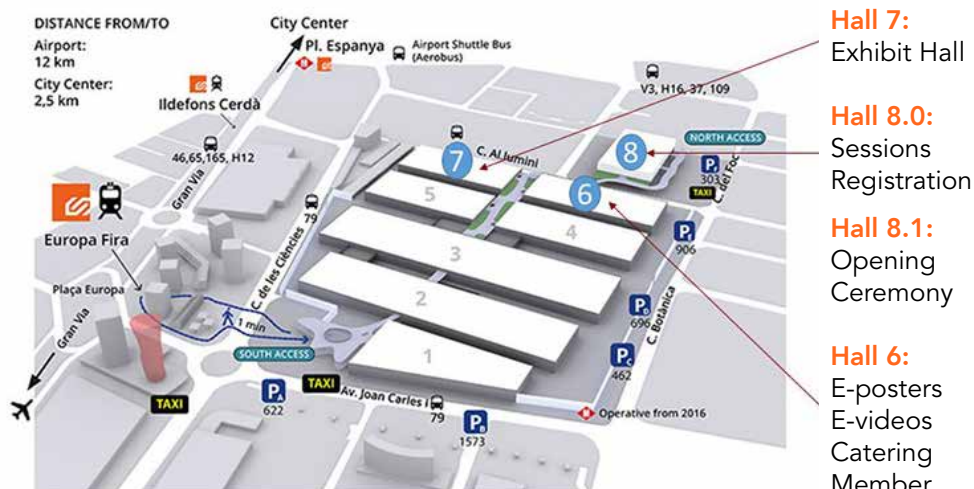 DISTANCE FROM/TO
Airport:
12 km
City Center:
2,5 km
City Center
Pl. Espanya
M
Airport Shuttle Bus
(Aerobus)
Ildefons Cerdà
46,65,165, H12
Gran Via
V3, H16, 37, 109
NORTH ACCESS
C. Al.lumini
7
8
6
5
4
3
2
1
P
303
TAXI
C. del Foc
906
C. Botànica
P D
696
P C
462
Europa Fira
Plaça Europa
Gran Via
C. de les Ciències
79
1 min
SOUTH ACCESS
TAXI
TAXI
P A
622
Av. Joan Carles I
79
P B
1573
M
Operative from 2016
Hall 7:
Exhibit Hall
Hall 8.0:
Sessions
Registration
Hall 8.1:
Opening
Ceremony
Hall 6:
E-posters
E-videos
Catering
Member